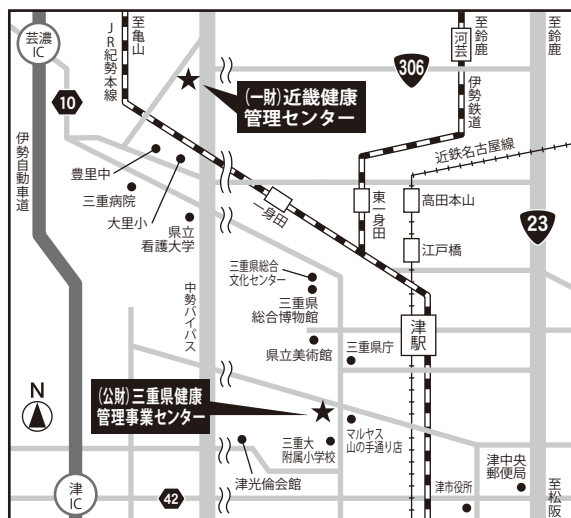 芸濃
IC
至亀山
JR紀勢本線
10
伊勢自動車道
306
至鈴鹿
河芸
伊勢鉄道
至鈴鹿
(一財)近畿健康
管理センター
近鉄名古屋線
豊里中
三重病院
大里小
県立
看護大学
一身田
東一身田
高田本山
江戸橋
23
中勢バイパス
三重県総合
文化センター
三重県
総合博物館
県立美術館
三重県庁
津駅
(公財)三重県健康
管理事業センター
N
三重大
附属小学校
マルヤス
山の手通り店
津光倫会館
津中央
郵便局
津市役所
至松阪
津
IC
42